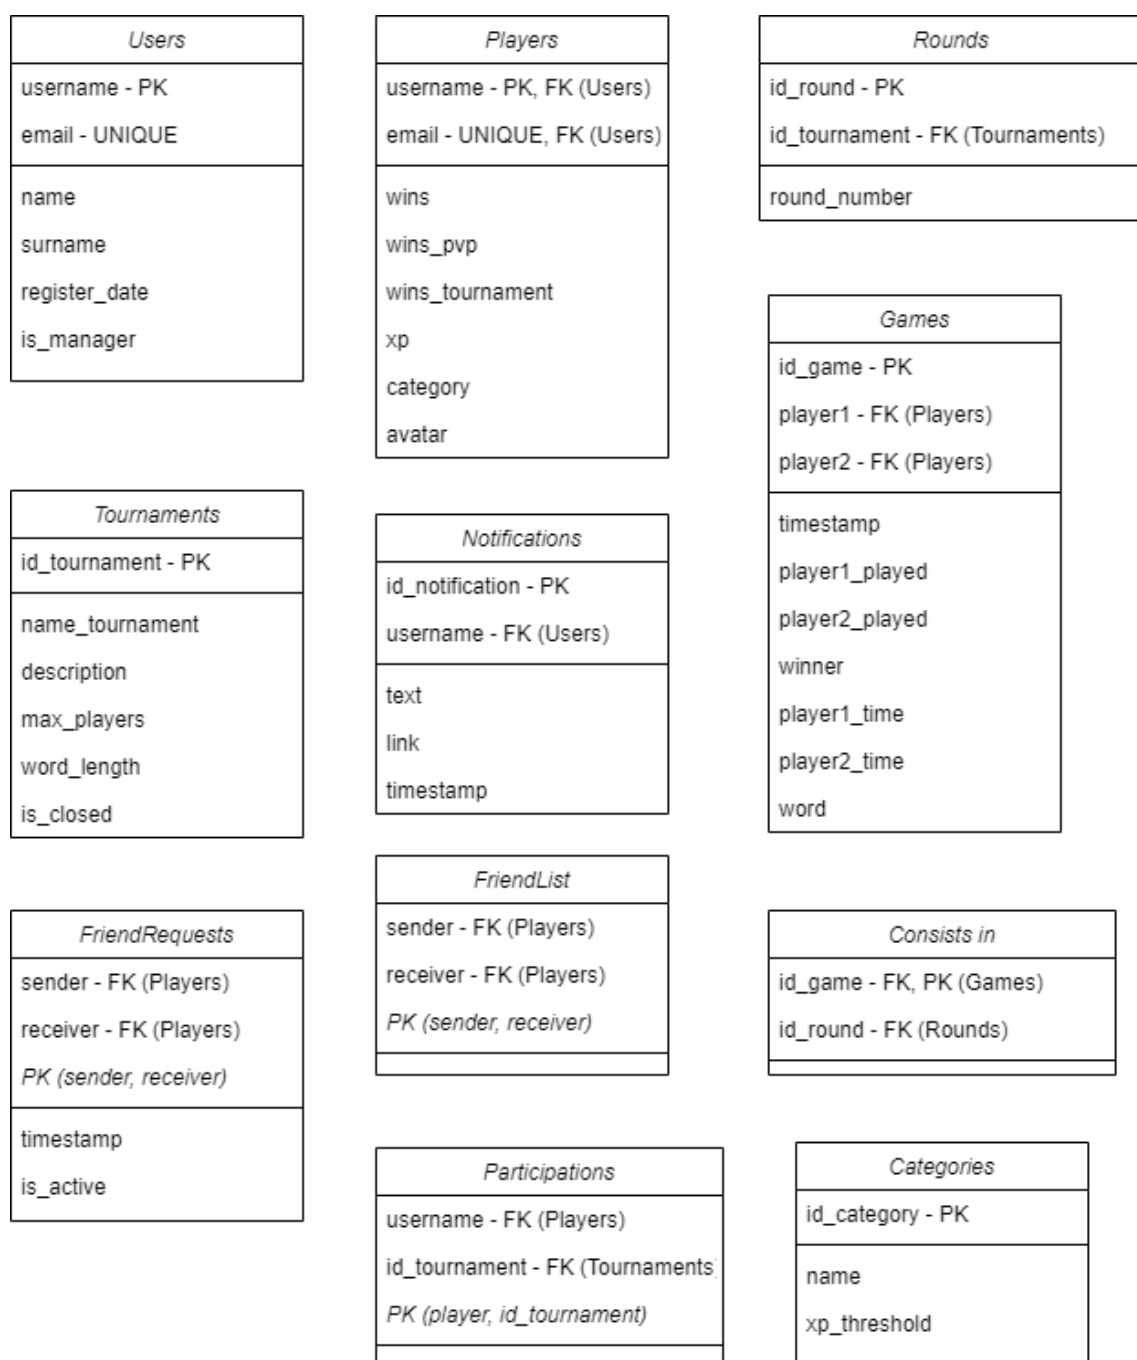 Users
username - PK
email - UNIQUE
name
surname
register_date
is_manager
Players
username - PK, FK (Users)
email - UNIQUE, FK (Users)
wins
wins_pvp
wins_tournament
xp
category
avatar
Rounds
id_round - PK
id_tournament - FK (Tournaments)
round_number
Games
id_game - PK
player1 - FK (Players)
player2 - FK (Players)
timestamp
player1_played
player2_played
winner
player1_time
player2_time
word
Tournaments
id_tournament - PK
name_tournament
description
max_players
word_length
is_closed
Notifications
id_notification - PK
username - FK (Users)
text
link
timestamp
FriendList
sender - FK (Players)
receiver - FK (Players)
PK (sender, receiver)
FriendRequests
sender - FK (Players)
receiver - FK (Players)
PK (sender, receiver)
timestamp
is_active
Consists in
id_game - FK, PK (Games)
id_round - FK (Rounds)
Participations
username - FK (Players)
id_tournament - FK (Tournaments
PK (player, id_tournament)
Categories
id_category - PK
name
xp_threshold